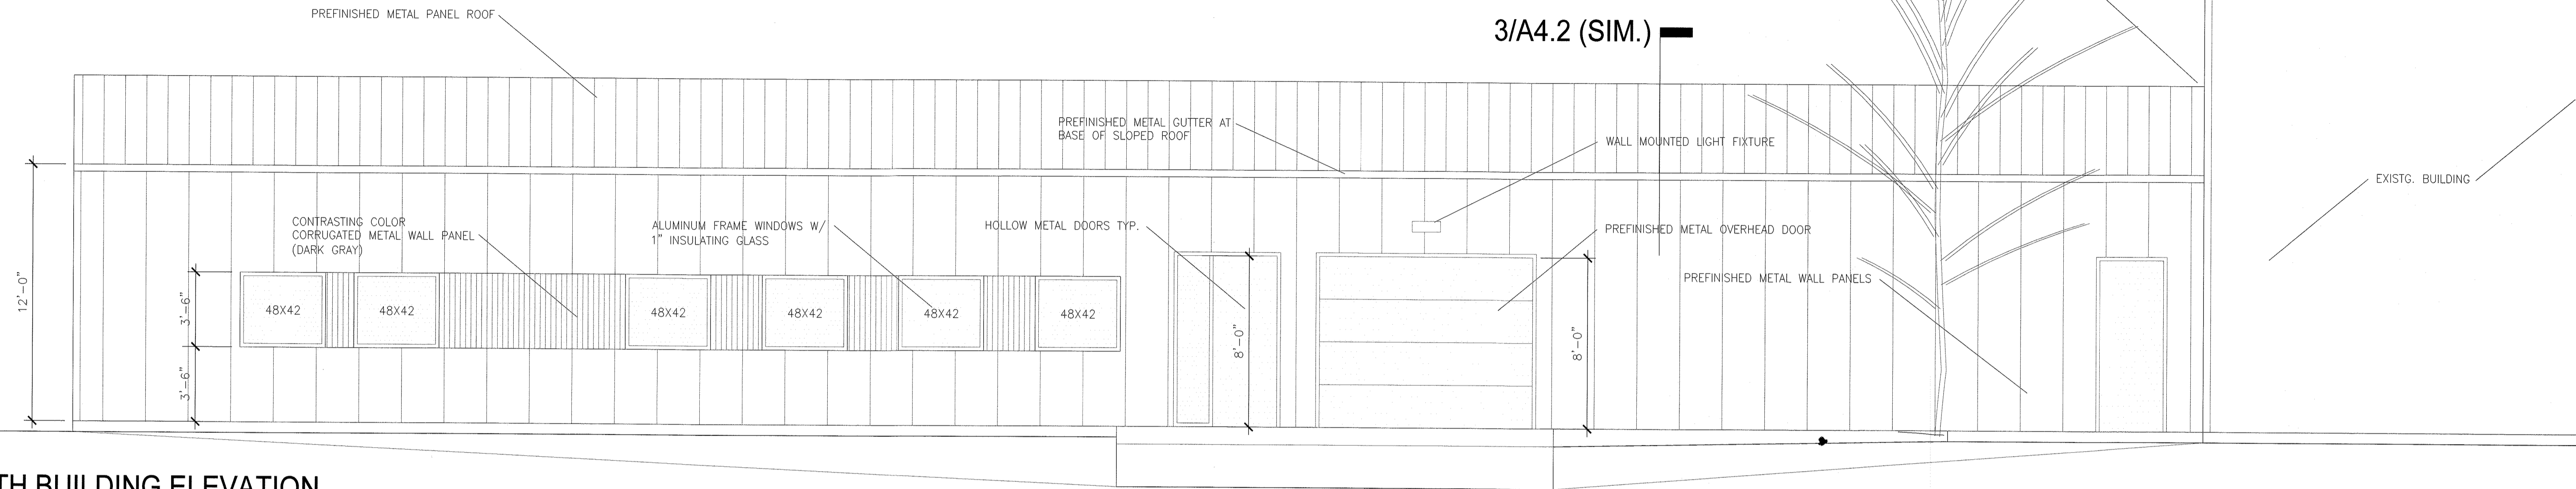 PREFINISHED METAL PANEL ROOF
3/A4.2 (SIM.)
PREFINISHED METAL GUTTER AT
BASE OF SLOPED ROOF
WALL MOUNTED LIGHT FIXTURE
EXISTG. BUILDING
CONTRASTING COLOR
CORRUGATED METAL WALL PANEL
(DARK GRAY)
ALUMINUM FRAME WINDOWS W/
1" INSULATING GLASS
HOLLOW METAL DOORS TYP.
PREFINISHED METAL OVERHEAD DOOR
PREFINISHED METAL WALL PANELS
12'-0"
3'-6"
3'-6"
48X42
48X42
48X42
48X42
48X42
48X42
8'-0"
8'-0"
BUILDING ELEVATION